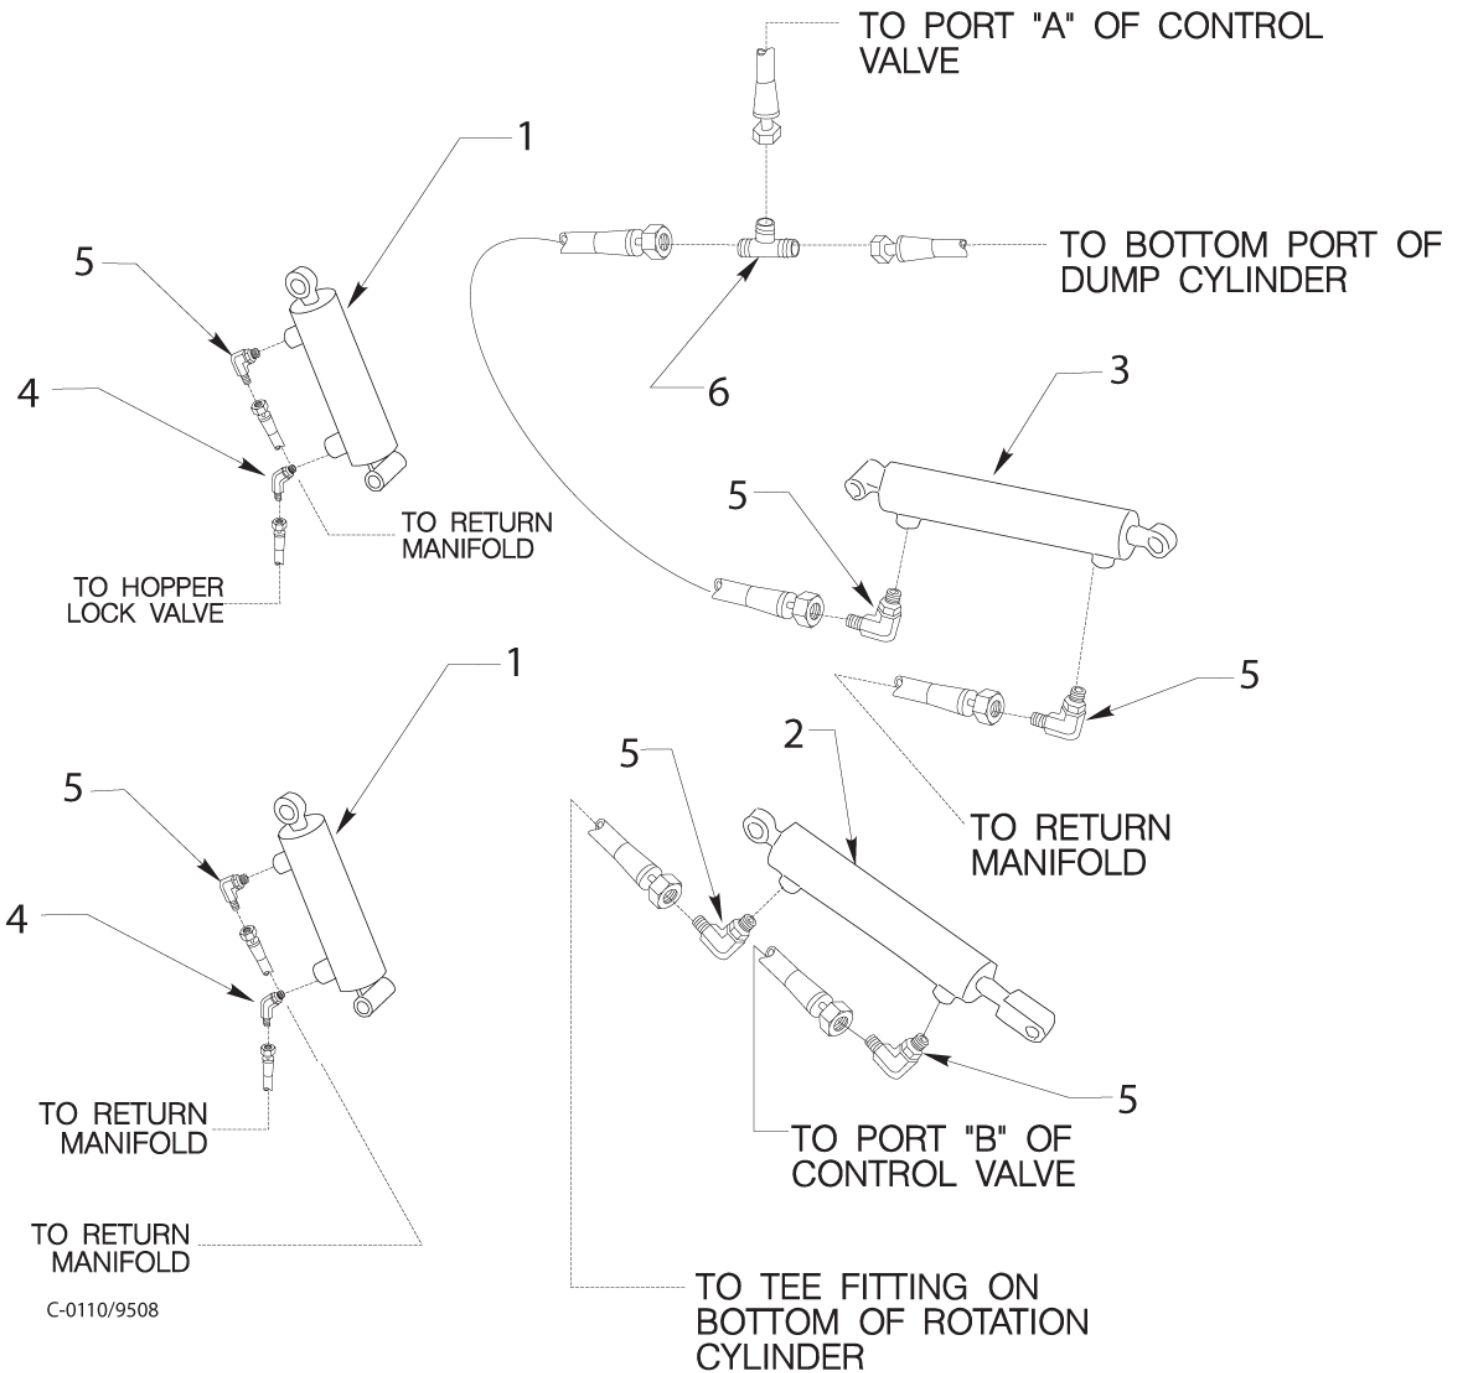 TO PORT "A" OF CONTROL
VALVE
1
5
TO BOTTOM PORT OF
DUMP CYLINDER
4
6
3
5
TO RETURN
MANIFOLD
TO HOPPER
LOCK VALVE
1
5
5
2
5
TO RETURN
MANIFOLD
4
5
TO RETURN
MANIFOLD
TO PORT "B" OF
CONTROL VALVE
TO RETURN
MANIFOLD
TO TEE FITTING ON
BOTTOM OF ROTATION
CYLINDER
C-0110/9508